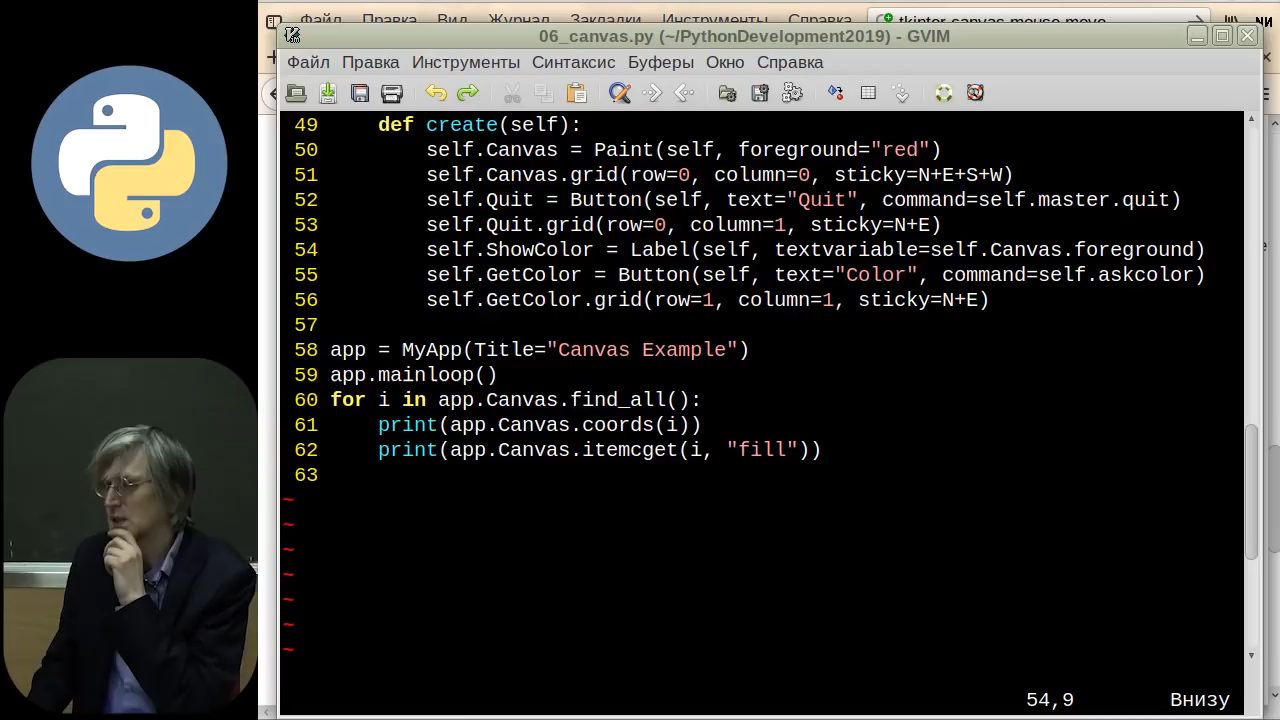 Файл Правка Вид Журнал Закладки Инструменты Справка tkinter canvas mouse move
06_canvas.py (~/PythonDevelopment2019) - GVIM
Файл Правка Инструменты Синтаксис Буферы Окно Справка
49     def create(self):
50         self.Canvas = Paint(self, foreground="red")
51         self.Canvas.grid(row=0, column=0, sticky=N+E+S+W)
52         self.Quit = Button(self, text="Quit", command=self.master.quit)
53         self.Quit.grid(row=0, column=1, sticky=N+E)
54         self.ShowColor = Label(self, textvariable=self.Canvas.foreground)
55         self.GetColor = Button(self, text="Color", command=self.askcolor)
56         self.GetColor.grid(row=1, column=1, sticky=N+E)
57
58 app = MyApp(Title="Canvas Example")
59 app.mainloop()
60 for i in app.Canvas.find_all():
61     print(app.Canvas.coords(i))
62     print(app.Canvas.itemcget(i, "fill"))
63
~
~
~
~
~
~
~
54,9 Внизу